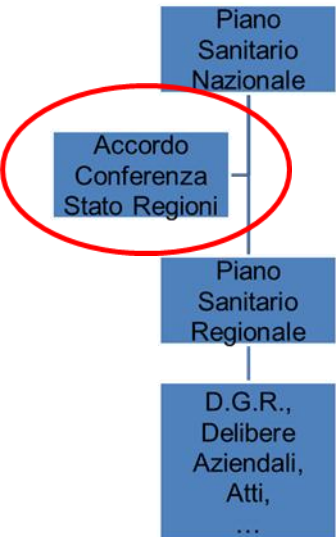 Piano
Sanitario
Nazionale
Accordo
Conferenza
Stato Regioni
Piano
Sanitario
Regionale
D.G.R.,
Delibere
Aziendali,
Atti,
...